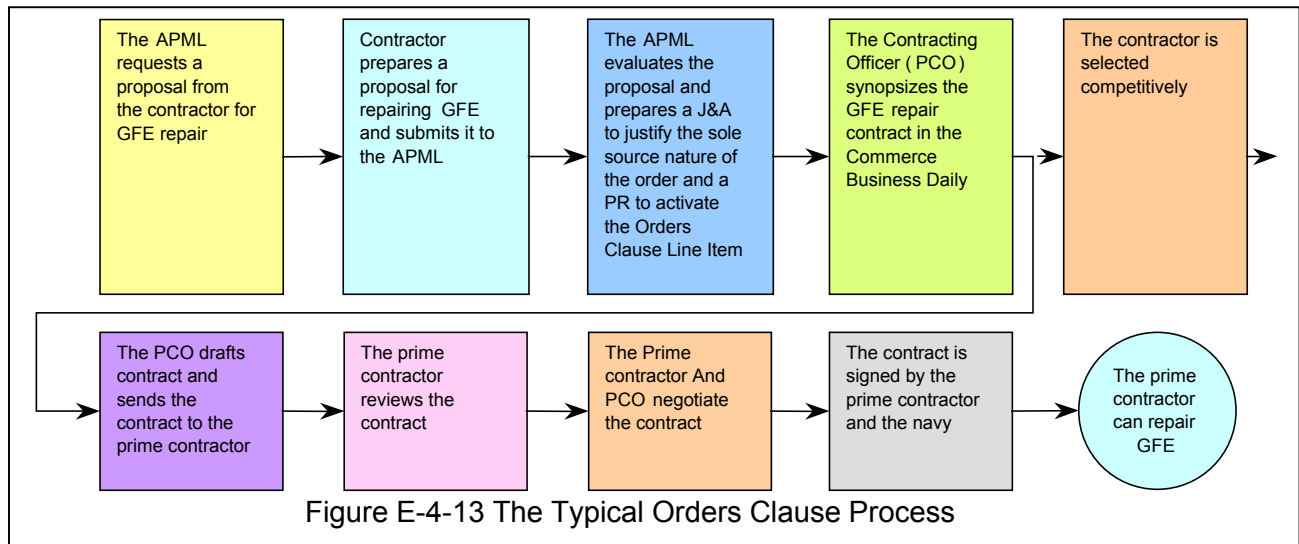 The APML
requests a
proposal from
the contractor for
GFE repair
Contractor
prepares a
proposal for
repairing GFE
and submits it to
the APML
The APML
evaluates the
proposal and
prepares a J&A
to justify the sole
source nature of
the order and a
PR to activate
the Orders
Clause Line Item
The Contracting
Officer ( PCO)
synopsizes the
GFE repair
contract in the
Commerce
Business Daily
The contractor is
selected
competitively
The PCO drafts
contract and
sends the
contract to the
prime contractor
The prime
contractor
reviews the
contract
The Prime
contractor And
PCO negotiate
the contract
The contract is
signed by the
prime contractor
and the navy
The prime
contractor
can repair
GFE
Figure E-4-13 The Typical Orders Clause Process